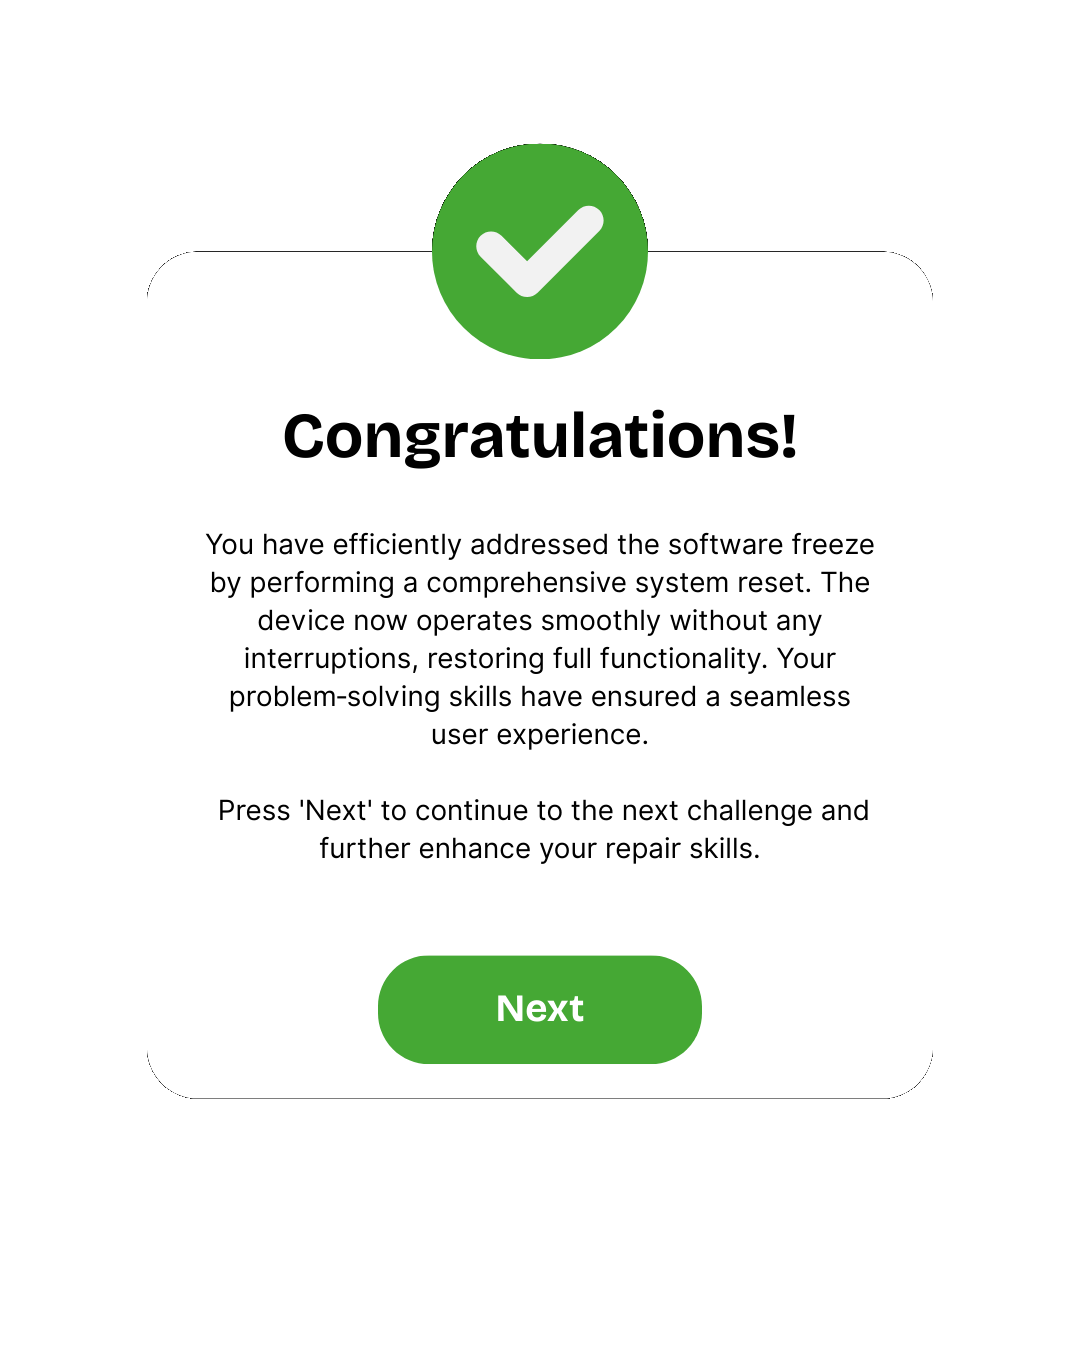 Congratulations!
You have efficiently addressed the software freeze
by performing a comprehensive system reset. The
device now operates smoothly without any
interruptions, restoring full functionality. Your
problem-solving skills have ensured a seamless
user experience.
Press 'Next' to continue to the next challenge and
further enhance your repair skills.
Next